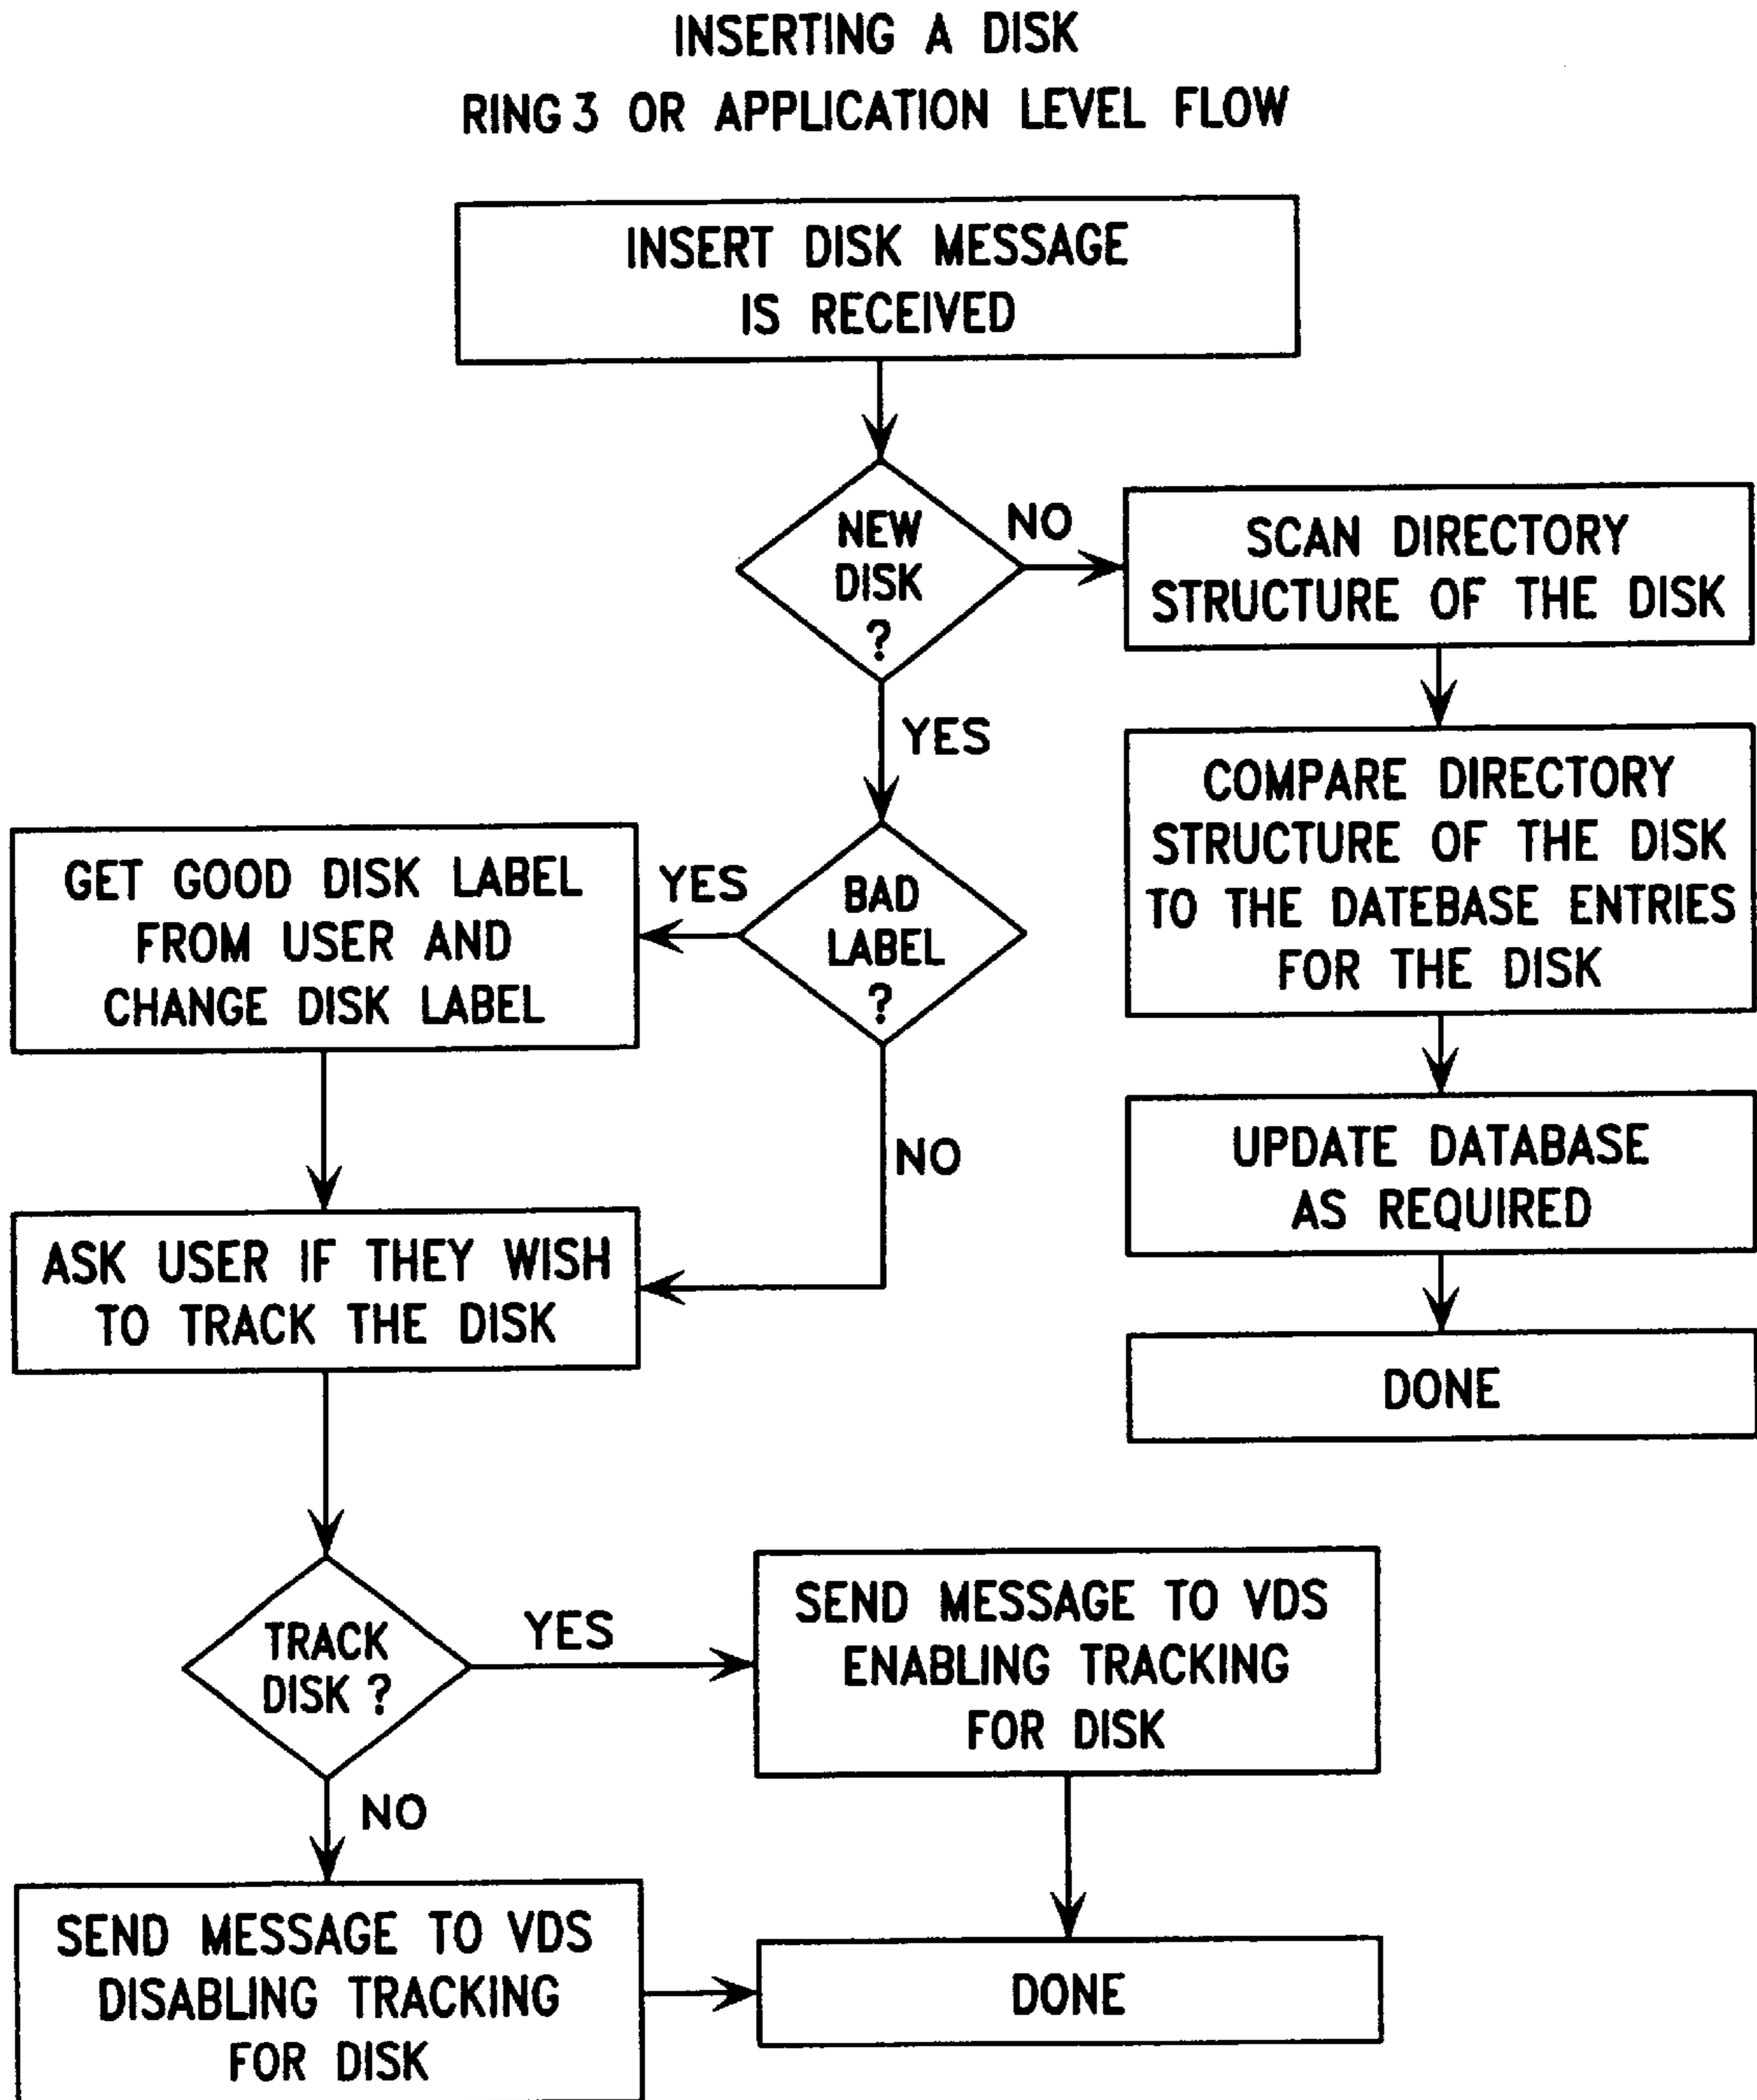 INSERTING A DISK
RING 3 OR APPLICATION LEVEL FLOW
INSERT DISK MESSAGE
IS RECEIVED
NEW
DISK
?
NO
SCAN DIRECTORY
STRUCTURE OF THE DISK
YES
COMPARE DIRECTORY
STRUCTURE OF THE DISK
TO THE DATEBASE ENTRIES
FOR THE DISK
GET GOOD DISK LABEL
FROM USER AND
CHANGE DISK LABEL
YES
BAD
LABEL
?
NO
UPDATE DATABASE
AS REQUIRED
ASK USER IF THEY WISH
TO TRACK THE DISK
DONE
TRACK
DISK ?
YES
SEND MESSAGE TO VDS
ENABLING TRACKING
FOR DISK
NO
SEND MESSAGE TO VDS
DISABLING TRACKING
FOR DISK
DONE